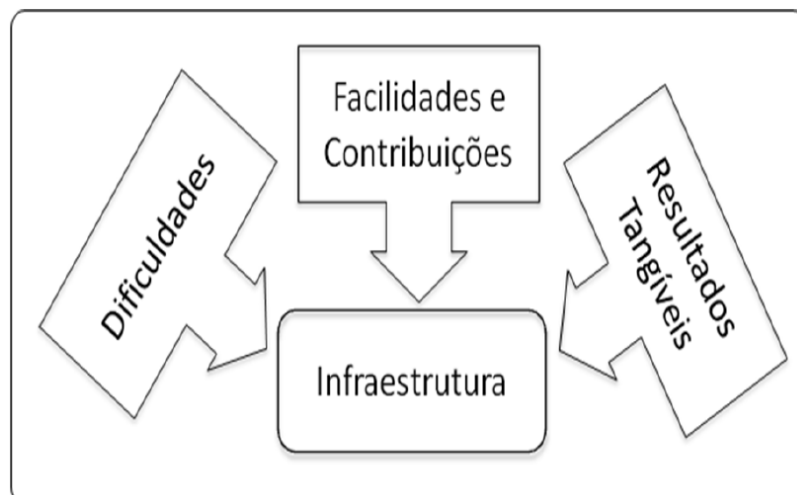 Facilidades e
Contribuições
Dificuldades
Resultados
Tangíveis
Infraestrutura